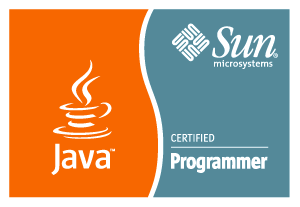 Java™
Sun®
microsystems
CERTIFIED
Programmer